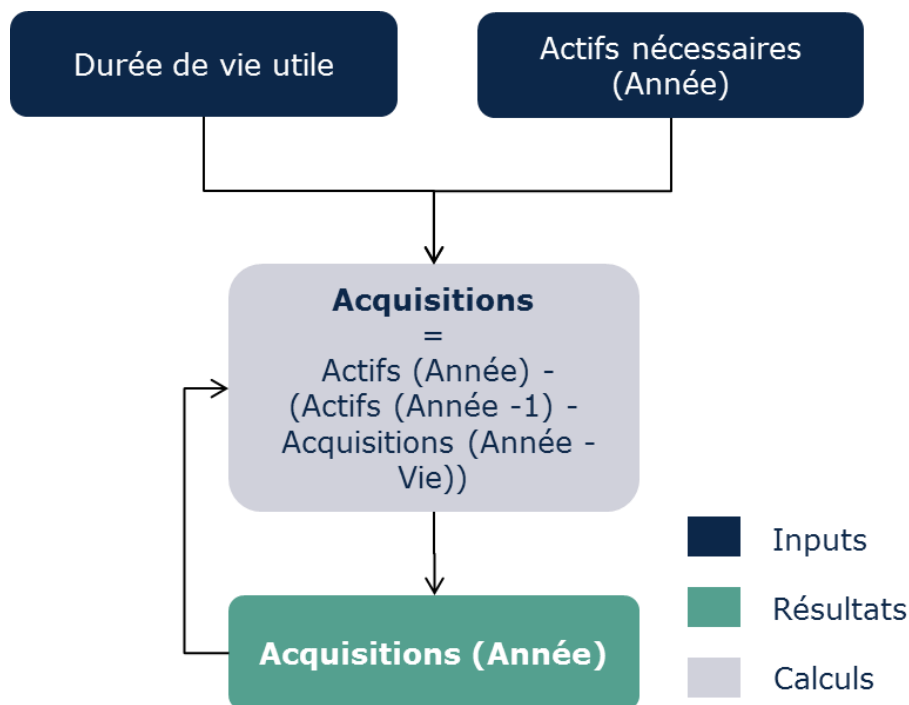 Durée de vie utile
Actifs nécessaires
(Année)
Acquisitions
=
Actifs (Année) -
(Actifs (Année -1) -
Acquisitions (Année -
Vie))
Acquisitions (Année)
Inputs
Résultats
Calculs